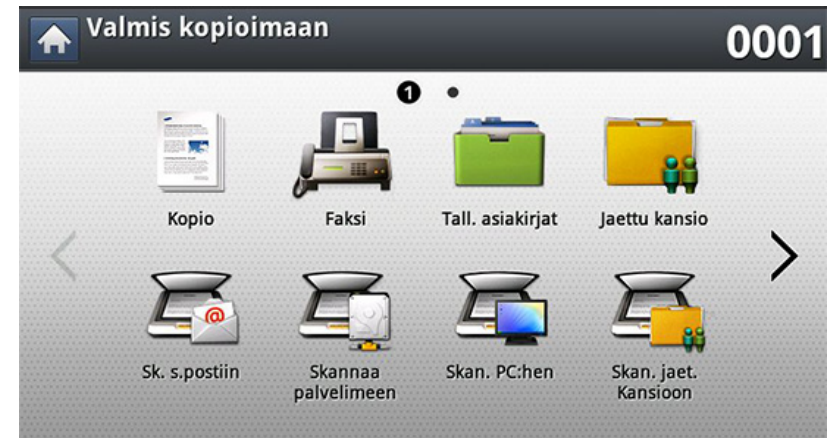 Valmis kopioimaan
0001
1
Kopio
Faksi
Tall. asiakirjat
Jaettu kansio
Sk. s.postiin
Skannaa
palvelimeen
Skan. PC:hen
Skan. jaet.
Kansioon